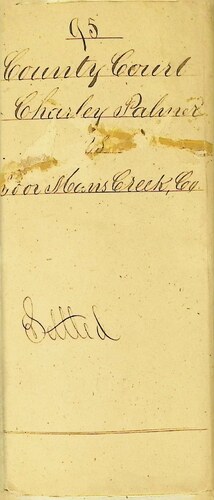 95
County Court
Charley Palmer
vs
Mans Creek, Co.
Settled